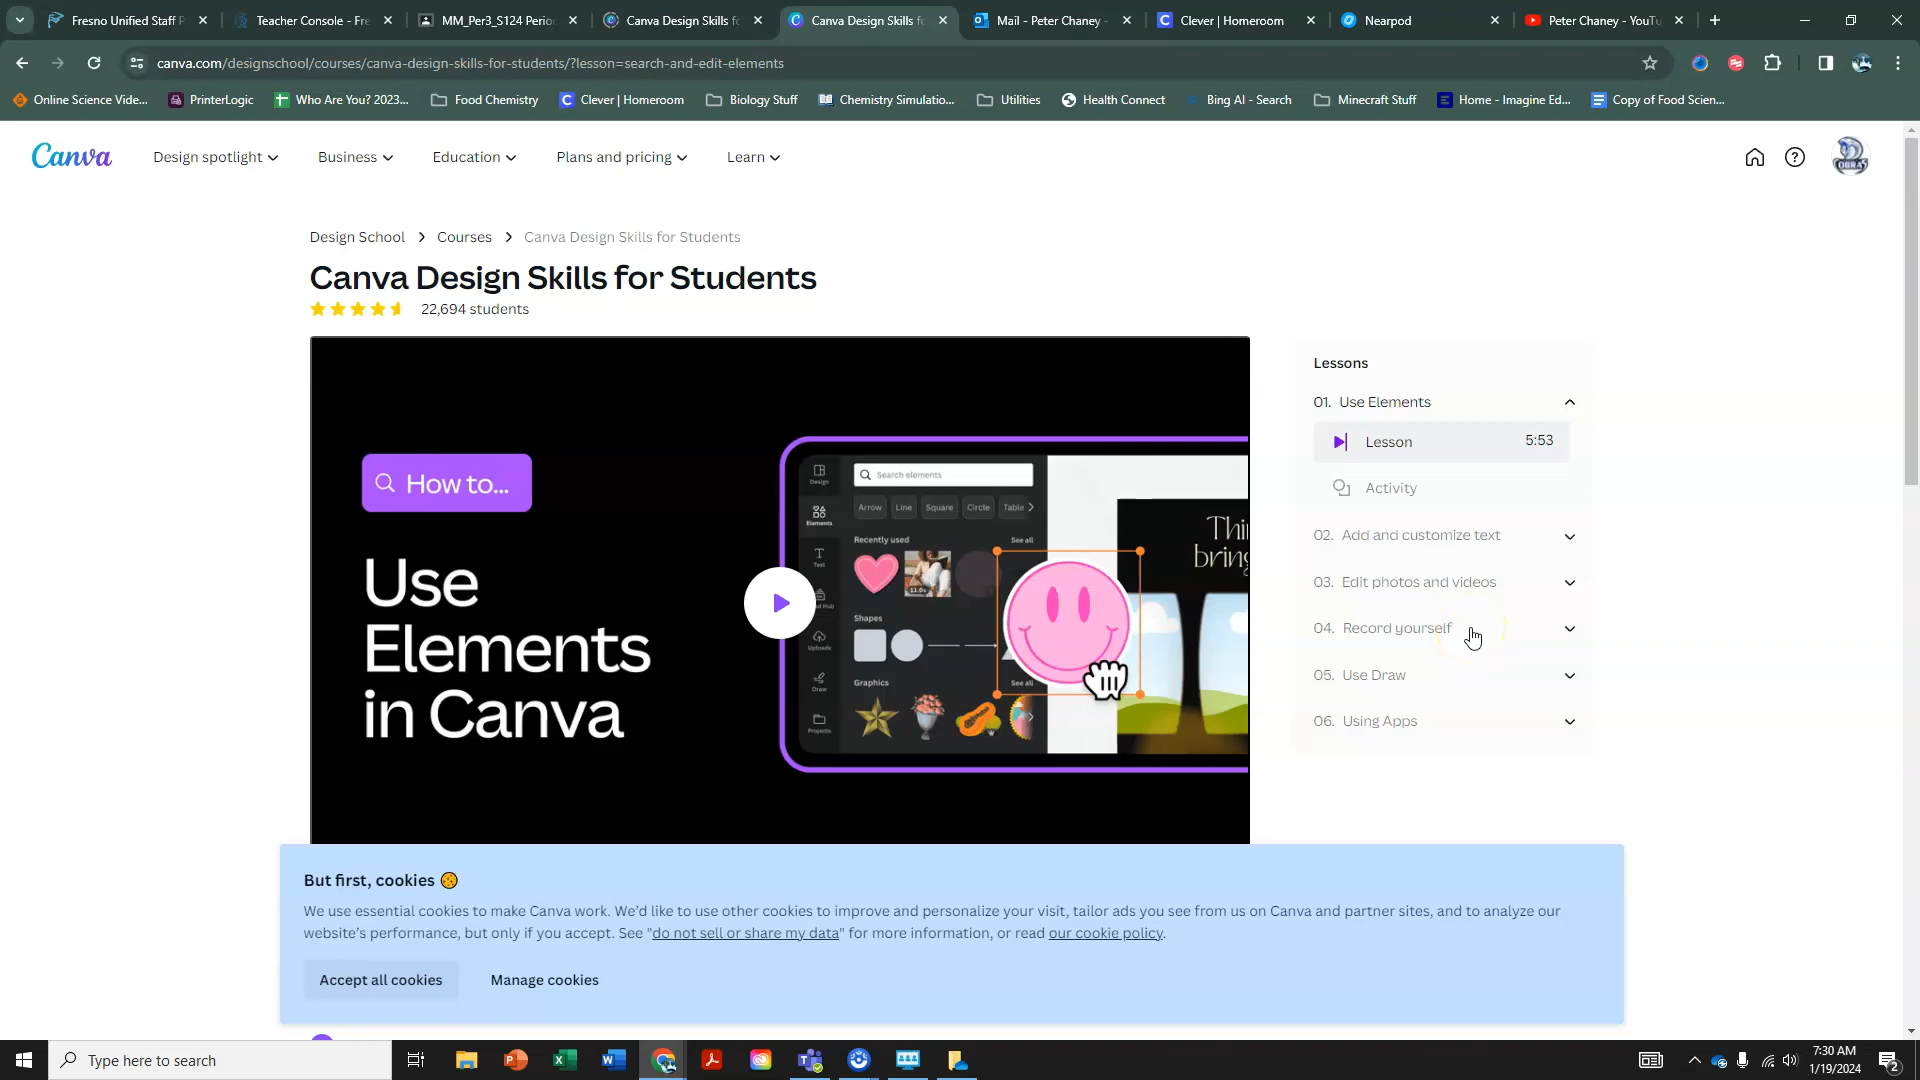 Fresno Unified Staff P
Teacher Console - Fre
MM_Per3_S124 Perio
Canva Design Skills fo
Canva Design Skills fo
Mail - Peter Chaney -
Clever | Homeroom
Nearpod
Peter Chaney - YouTu
canva.com/designschool/courses/canva-design-skills-for-students/?lesson=search-and-edit-elements
Online Science Vide...
PrinterLogic
Who Are You? 2023...
Food Chemistry
Clever | Homeroom
Biology Stuff
Chemistry Simulatio...
Utilities
Health Connect
Bing AI - Search
Minecraft Stuff
Home - Imagine Ed...
Copy of Food Scien...
Canva
Design spotlight
Business
Education
Plans and pricing
Learn
Design School > Courses > Canva Design Skills for Students
Canva Design Skills for Students
22,694 students
How to...
Use
Elements
in Canva
Search elements
Design
Elements
Text
Uploads
Draw
Projects
Arrow
Line
Square
Circle
Table
Recently used
See all
11.0s
Shapes
Graphics
See all
Thi
bring
Lessons
01. Use Elements
Lesson 5:53
Activity
02. Add and customize text
03. Edit photos and videos
04. Record yourself
05. Use Draw
06. Using Apps
But first, cookies
We use essential cookies to make Canva work. We'd like to use other cookies to improve and personalize your visit, tailor ads you see from us on Canva and partner sites, and to analyze our
website's performance, but only if you accept. See "do not sell or share my data" for more information, or read our cookie policy.
Accept all cookies
Manage cookies
Type here to search
7:30 AM
1/19/2024
2